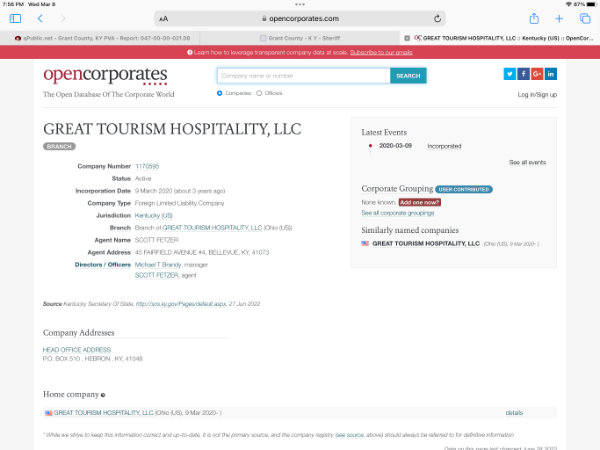 7:56 PM Wed Mar 8
87%
AA
opencorporates.com
qPublic.net - Grant County, KY PVA - Report: 047-00-00-021.00
Grant County - K Y - Sheriff
GREAT TOURISM HOSPITALITY, LLC :: Kentucky (US) :: OpenCor...
Learn how to leverage transparent company data at scale. Subscribe to our emails
opencorporates
The Open Database Of The Corporate World
Company name or number
SEARCH
Companies Officers
Log in/Sign up
GREAT TOURISM HOSPITALITY, LLC
BRANCH
Company Number 1170595
Status Active
Incorporation Date 9 March 2020 (about 3 years ago)
Company Type Foreign Limited Liability Company
Jurisdiction Kentucky (US)
Branch Branch of GREAT TOURISM HOSPITALITY, LLC (Ohio (US))
Agent Name SCOTT FETZER
Agent Address 45 FAIRFIELD AVENUE #4, BELLEVUE, KY, 41073
Directors / Officers Michael T Brandy, manager
SCOTT FETZER, agent
Source Kentucky Secretary Of State, http://sos.ky.gov/Pages/default.aspx, 27 Jun 2022
Latest Events
2020-03-09 Incorporated
See all events
Corporate Grouping USER CONTRIBUTED
None known. Add one now?
See all corporate groupings
Similarly named companies
GREAT TOURISM HOSPITALITY, LLC (Ohio (US), 9 Mar 2020- )
Company Addresses
HEAD OFFICE ADDRESS
P.O. BOX 510 , HEBRON, KY, 41048
Home company
GREAT TOURISM HOSPITALITY, LLC (Ohio (US), 9 Mar 2020- )
details
* While we strive to keep this information correct and up-to-date, it is not the primary source, and the company registry (see source, above) should always be referred to for definitive information
Data on this page last changed June 28 2022